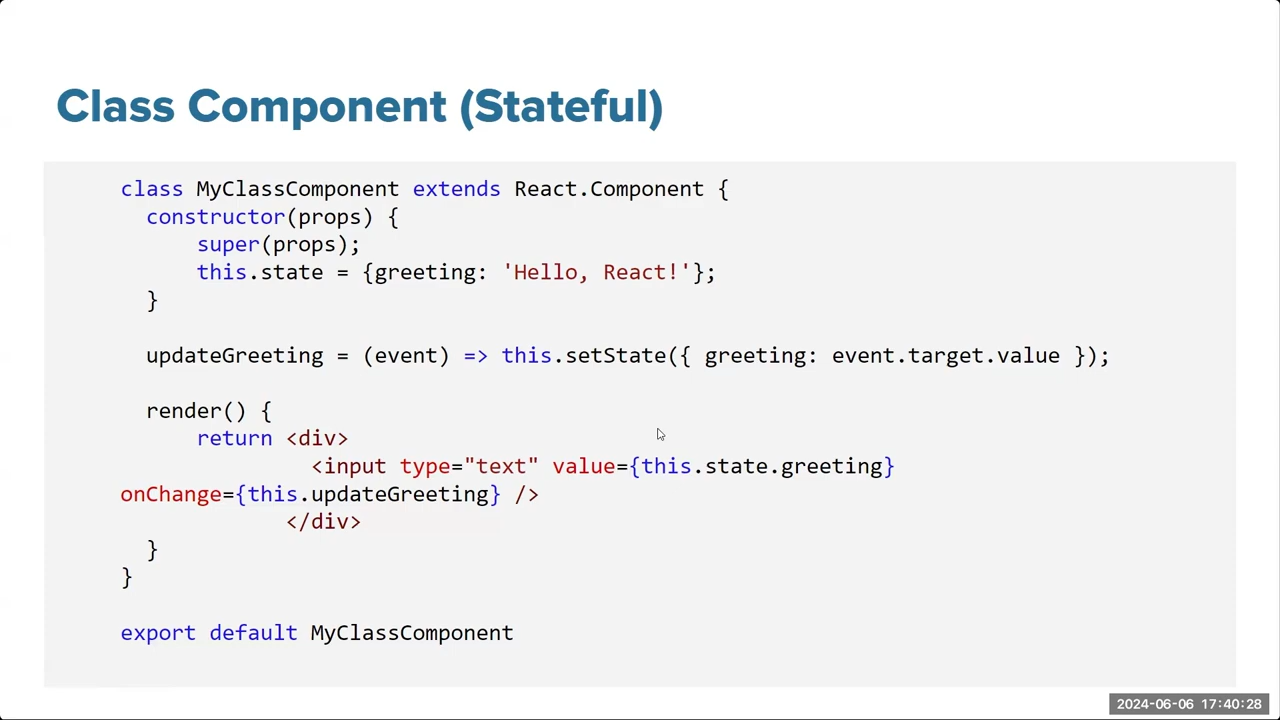 Class Component (Stateful)
class MyClassComponent extends React.Component {
constructor(props) {
super(props);
this.state = {greeting: 'Hello, React!'};
}
updateGreeting = (event) => this.setState({ greeting: event.target.value });
render() {
return <div>
<input type="text" value={this.state.greeting}
onChange={this.updateGreeting} />
</div>
}
}
export default MyClassComponent
2024-06-06 17:40:28